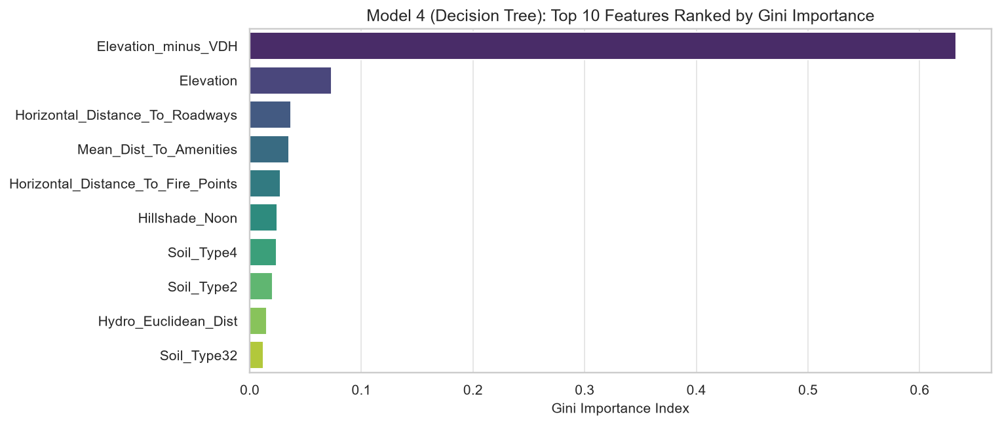 Model 4 (Decision Tree): Top 10 Features Ranked by Gini Importance
Elevation_minus_VDH
Elevation
Horizontal_Distance_To_Roadways
Mean_Dist_To_Amenities
Horizontal_Distance_To_Fire_Points
Hillshade_Noon
Soil_Type4
Soil_Type2
Hydro_Euclidean_Dist
Soil_Type32
0.0 0.1 0.2 0.3 0.4 0.5 0.6
Gini Importance Index